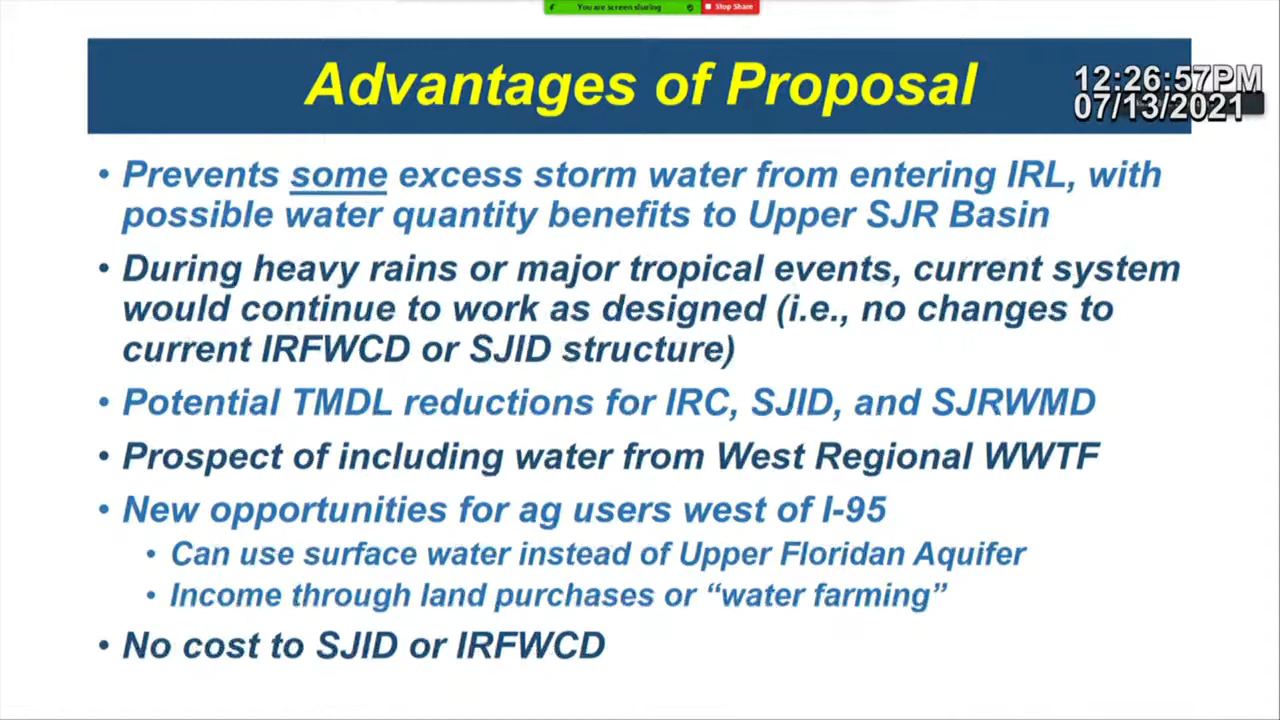 You are screen sharing Stop Share
Advantages of Proposal
12:26:57PM
07/13/2021
• Prevents some excess storm water from entering IRL, with
possible water quantity benefits to Upper SJR Basin
• During heavy rains or major tropical events, current system
would continue to work as designed (i.e., no changes to
current IRFWCD or SJID structure)
• Potential TMDL reductions for IRC, SJID, and SJRWMD
• Prospect of including water from West Regional WWTF
• New opportunities for ag users west of I-95
• Can use surface water instead of Upper Floridan Aquifer
• Income through land purchases or “water farming”
• No cost to SJID or IRFWCD